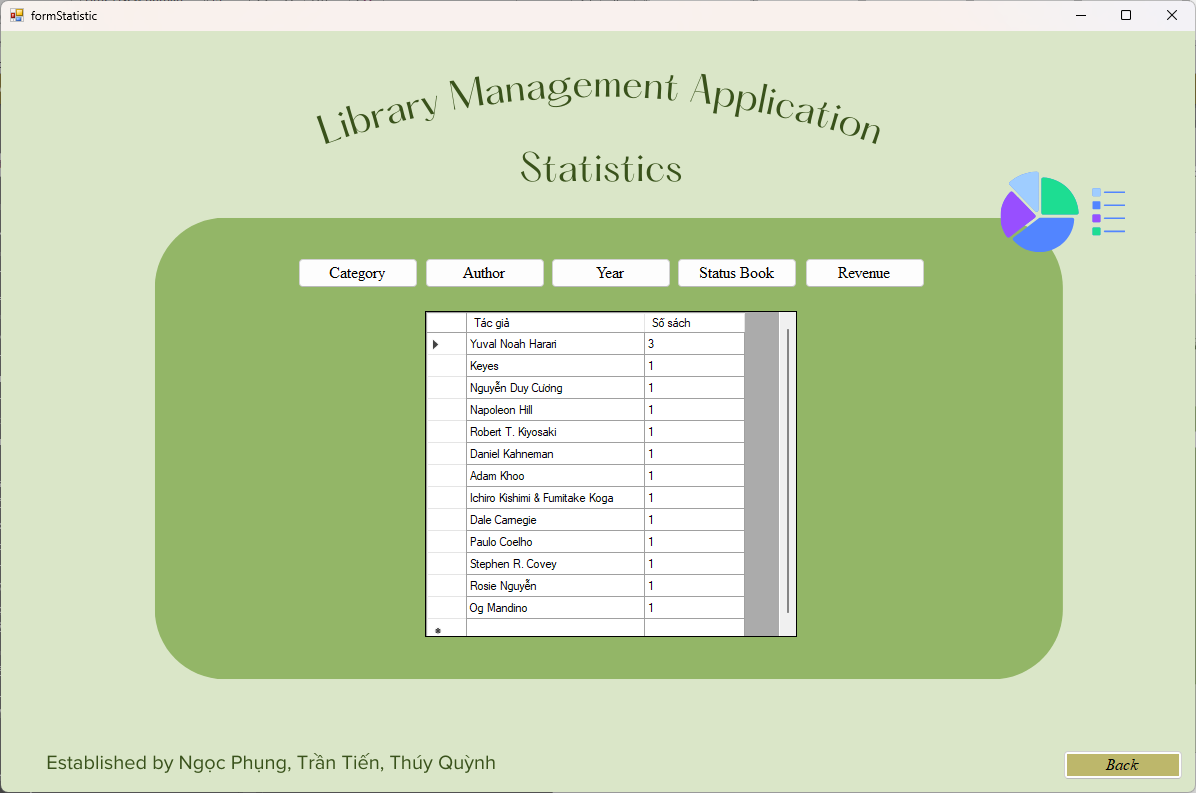 formStatistic
Library Management Application
Statistics
Category Author Year Status Book Revenue
Tác giả Số sách
Yuval Noah Harari 3
Keyes 1
Nguyễn Duy Cương 1
Napoleon Hill 1
Robert T. Kiyosaki 1
Daniel Kahneman 1
Adam Khoo 1
Ichiro Kishimi & Fumitake Koga 1
Dale Carnegie 1
Paulo Coelho 1
Stephen R. Covey 1
Rosie Nguyễn 1
Og Mandino 1
Established by Ngọc Phụng, Trần Tiến, Thúy Quỳnh
Back